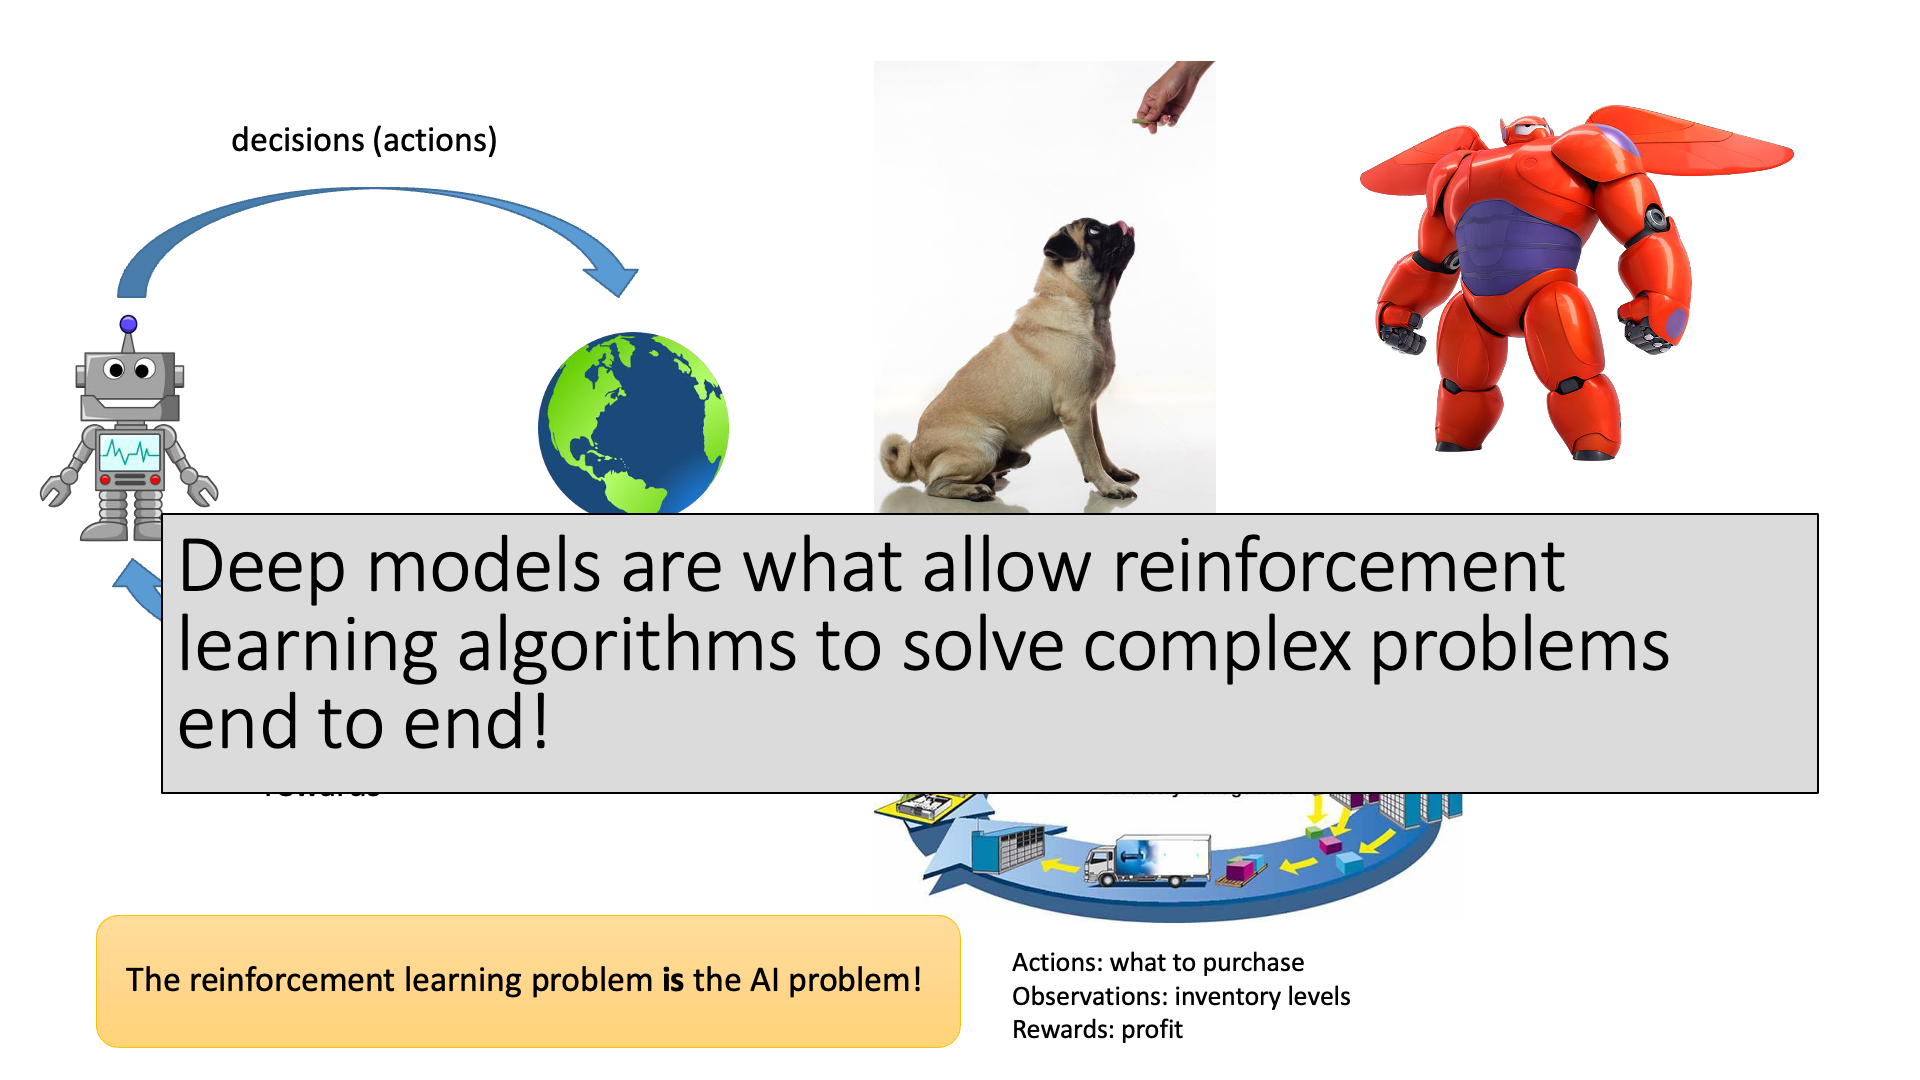 decisions (actions)
Deep models are what allow reinforcement
learning algorithms to solve complex problems
end to end!
The reinforcement learning problem is the AI problem!
Actions: what to purchase
Observations: inventory levels
Rewards: profit